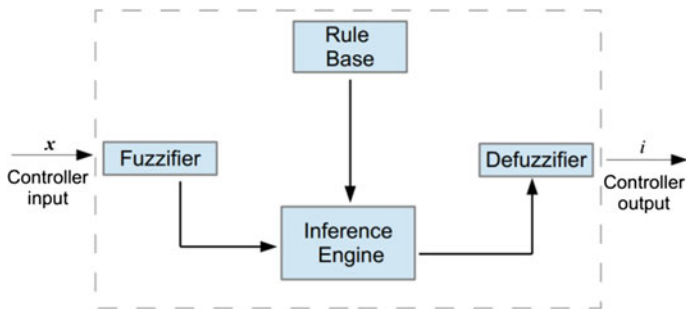 Rule
Base
x
Fuzzifier
Defuzzifier
i
Controller
input
Controller
output
Inference
Engine